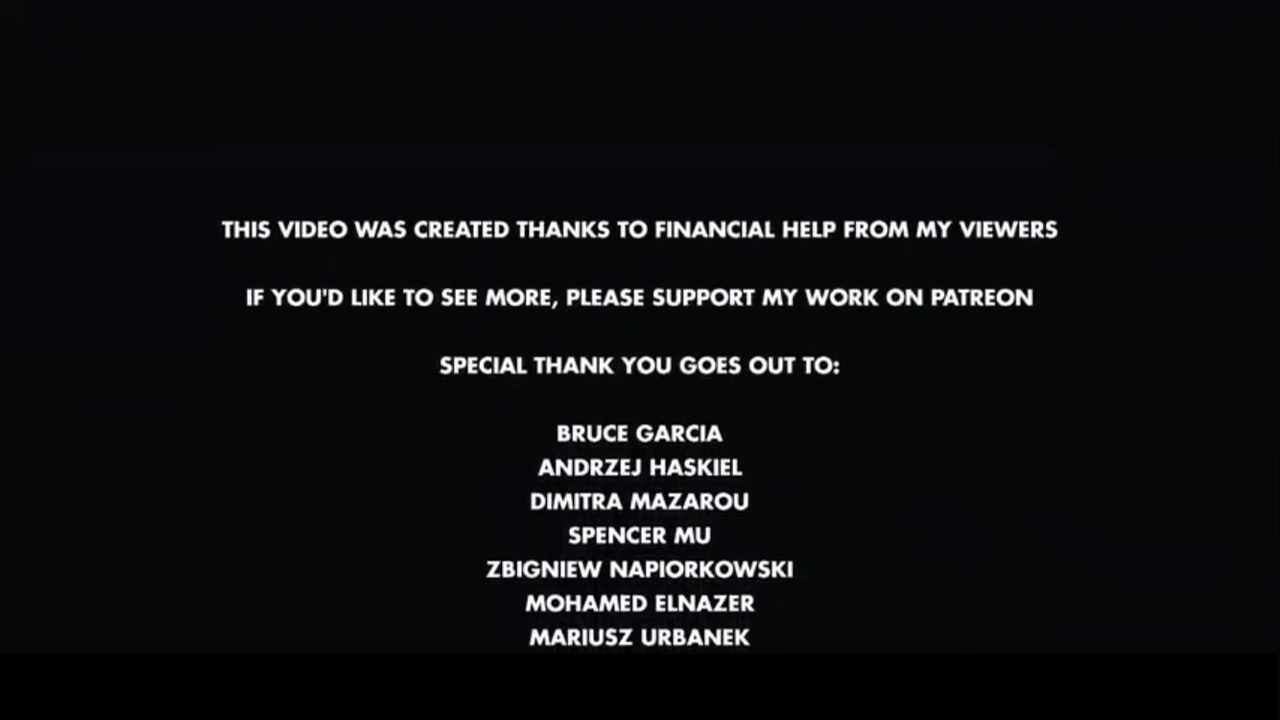 THIS VIDEO WAS CREATED THANKS TO FINANCIAL HELP FROM MY VIEWERS
IF YOU'D LIKE TO SEE MORE, PLEASE SUPPORT MY WORK ON PATREON
SPECIAL THANK YOU GOES OUT TO:
BRUCE GARCIA
ANDRZEJ HASKIEL
DIMITRA MAZAROU
SPENCER MU
ZBIGNIEW NAPIORKOWSKI
MOHAMED ELNAZER
MARIUSZ URBANEK